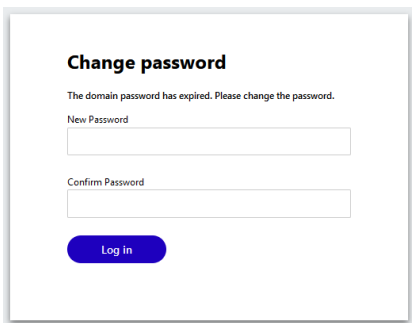 Change password
The domain password has expired. Please change the password.
New Password
Confirm Password
Log in